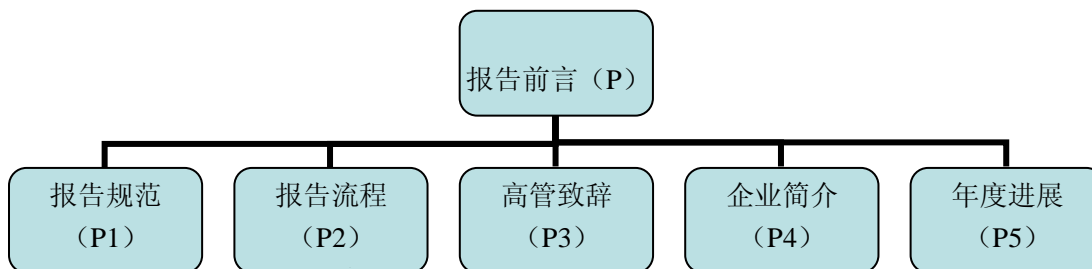 报告前言（P）
报告规范
（P1）
报告流程
（P2）
高管致辞
（P3）
企业简介
（P4）
年度进展
（P5）